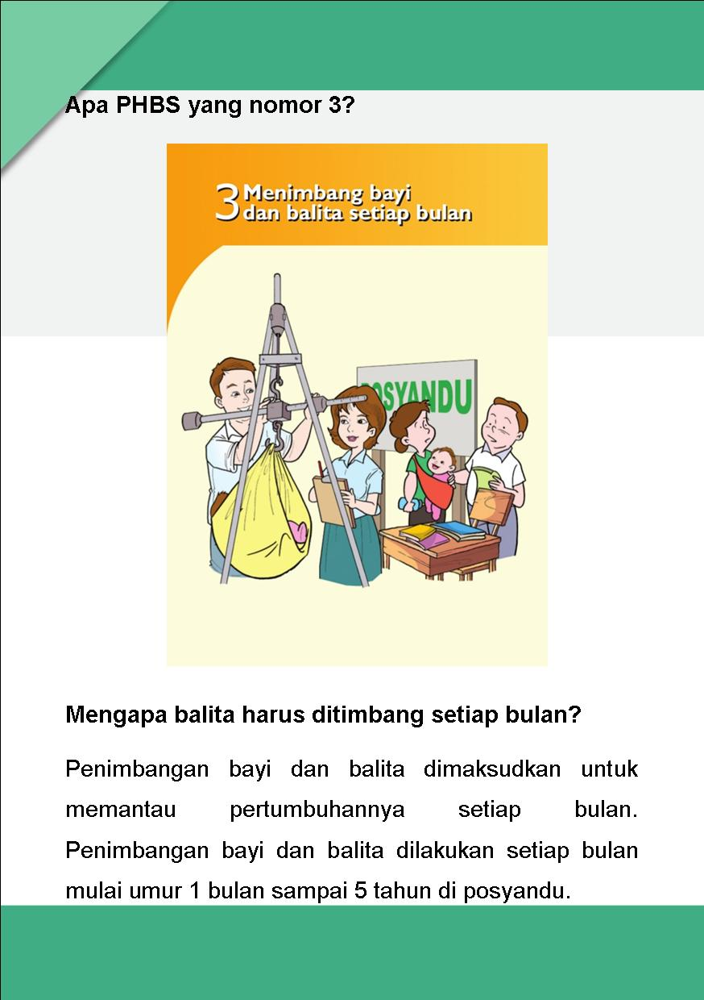 Apa PHBS yang nomor 3?
3 Menimbang bayi
dan balita setiap bulan
POSYANDU
Mengapa balita harus ditimbang setiap bulan?
Penimbangan bayi dan balita dimaksudkan untuk
memantau pertumbuhannya setiap bulan.
Penimbangan bayi dan balita dilakukan setiap bulan
mulai umur 1 bulan sampai 5 tahun di posyandu.